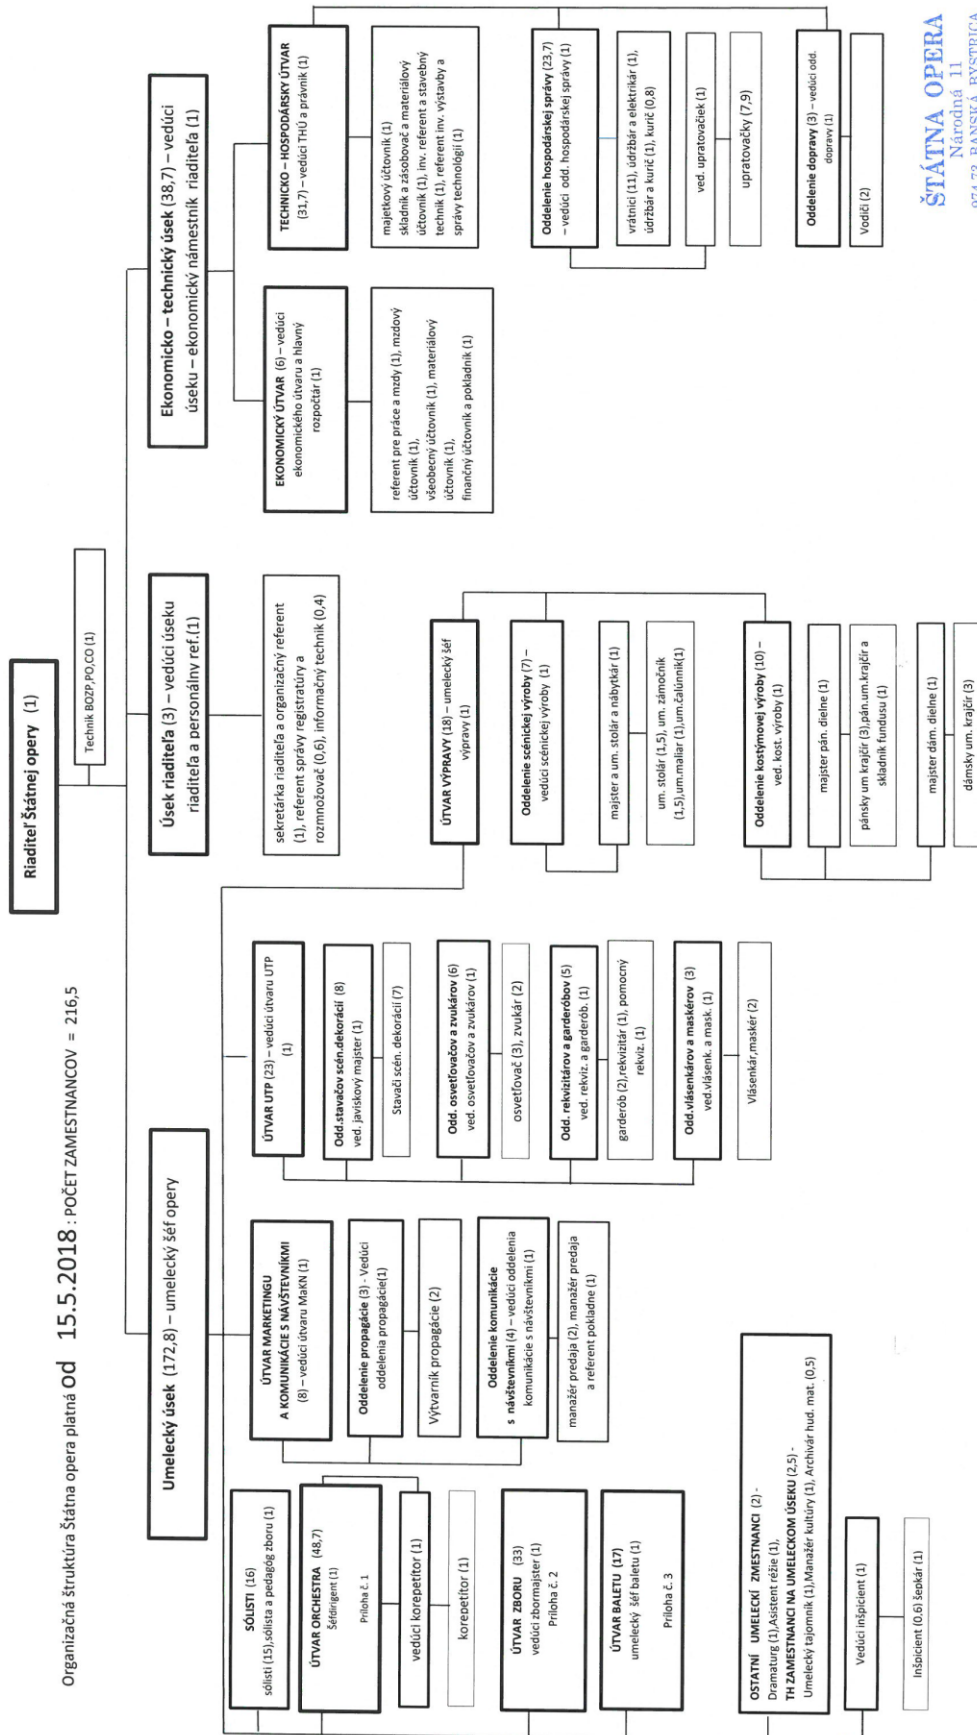 Organizačná štruktúra Štátna opera platná od 15.5.2018 : POČET ZAMESTNANCOV = 216,5
Riaditeľ Štátnej opery (1)
Technik BOZP,PO,CO (1)
Umelecký úsek (172,8) – umelecký šéf opery
Úsek riaditeľa (3) – vedúci úseku
riaditeľa a personálny ref.(1)
sekretárka riaditeľa a organizačný referent
(1), referent správy registratúry a
rozmnožovač (0,6), informačný technik (0,4)
Ekonomicko – technický úsek (38,7) – vedúci
úseku – ekonomický námestník riaditeľa (1)
SÓLISTI (16)
sólisti (15),sólista a pedagóg zboru (1)
ÚTVAR ORCHESTRA (48,7)
Šéfdirigent (1)
Príloha č. 1
vedúci korepetítor (1)
korepetítor (1)
ÚTVAR ZBORU (33)
vedúci zbormajster (1)
Príloha č. 2
ÚTVAR BALETU (17)
umelecký šéf baletu (1)
Príloha č. 3
OSTATNÍ UMELECKÍ ZMESTNANCI (2) -
Dramaturg (1),Asistent réžie (1),
TH ZAMESTNANCI NA UMELECKOM ÚSEKU (2,5) -
Umelecký tajomník (1),Manažér kultúry (1), Archivár hud. mat. (0,5)
Vedúci inšpicient (1)
Inšpicient (0,6) šepkár (1)
ÚTVAR MARKETINGU
A KOMUNIKÁCIE S NÁVŠTEVNÍKMI
(8) – vedúci útvaru MaKN (1)
Oddelenie propagácie (3) - Vedúci
oddelenia propagácie(1)
Výtvarník propagácie (2)
Oddelenie komunikácie
s návštevníkmi (4) – vedúci oddelenia
komunikácie s návštevníkmi (1)
manažér predaja (2), manažér predaja
a referent pokladne (1)
ÚTVAR UTP (23) – vedúci útvaru UTP
(1)
Odd.stavačov scén.dekorácií (8)
ved. javiskový majster (1)
Stavači scén. dekorácií (7)
Odd. osvetľovačov a zvukárov (6)
ved. osvetľovačov a zvukárov (1)
osvetľovač (3), zvukár (2)
Odd. rekvizitárov a garderóbov (5)
ved. rekviz. a garderób. (1)
garderób (2),rekvizitár (1), pomocný
rekviz. (1)
Odd.vlásenkárov a maskérov (3)
ved.vlásenk. a mask. (1)
Vlásenkár,maskér (2)
ÚTVAR VÝPRAVY (18) – umelecký šéf
výpravy (1)
Oddelenie scénickej výroby (7) –
vedúci scénickej výroby (1)
majster a um. stolár a nábytkár (1)
um. stolár (1,5), um. zámočník
(1,5),um.maliar (1),um.čalúnnik(1)
Oddelenie kostýmovej výroby (10) –
ved. kost. výroby (1)
majster pán. dielne (1)
pánsky um krajčír (3),pán.um.krajčír a
skladník fundusu (1)
majster dám. dielne (1)
dámsky um. krajčír (3)
EKONOMICKÝ ÚTVAR (6) – vedúci
ekonomického útvaru a hlavný
rozpočtár (1)
referent pre práce a mzdy (1), mzdový
účtovník (1),
všeobecný účtovník (1), materiálový
účtovník (1),
finančný účtovník a pokladník (1)
TECHNICKO – HOSPODÁRSKY ÚTVAR
(31,7) – vedúci THÚ a právnik (1)
majetkový účtovník (1)
skladník a zásobovač a materiálový
účtovník (1), inv. referent a stavebný
technik (1), referent inv. výstavby a
správy technológií (1)
Oddelenie hospodárskej správy (23,7)
– vedúci odd. hospodárskej správy (1)
vrátnici (11), údržbár a elektrikár (1),
údržbár a kurič (1), kurič (0,8)
ved. upratovačiek (1)
upratovačky (7,9)
Oddelenie dopravy (3) – vedúci odd.
dopravy (1)
Vodiči (2)
ŠTÁTNA OPERA
Národná 11
974 73 BANSKÁ BYSTRICA